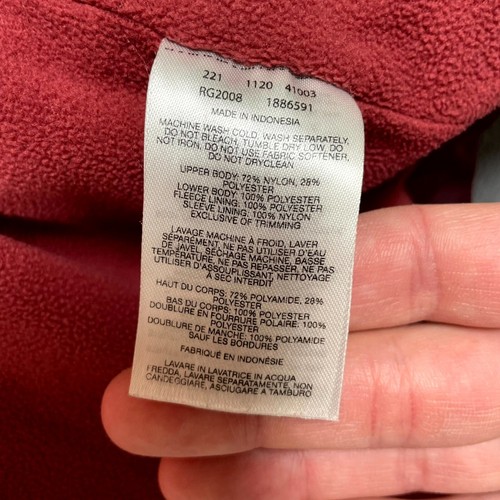 221 1120 41003
RG2008 1886591
MADE IN INDONESIA
MACHINE WASH COLD, WASH SEPARATELY,
DO NOT BLEACH, TUMBLE DRY LOW, DO
NOT IRON, DO NOT USE FABRIC SOFTENER,
DO NOT DRYCLEAN
UPPER BODY: 72% NYLON, 28%
POLYESTER
LOWER BODY: 100% POLYESTER
FLEECE LINING: 100% POLYESTER
SLEEVE LINING: 100% NYLON
EXCLUSIVE OF TRIMMING
LAVAGE MACHINE À FROID, LAVER
SÉPARÉMENT, NE PAS UTILISER D'EAU
DE JAVEL, SÉCHAGE MACHINE, BASSE
TEMPÉRATURE, NE PAS REPASSER, NE PAS
UTILISER D'ASSOUPLISSANT, NETTOYAGE
À SEC INTERDIT
HAUT DU CORPS: 72% POLYAMIDE, 28%
POLYESTER
BAS DU CORPS: 100% POLYESTER
DOUBLURE EN FOURRURE POLAIRE: 100%
POLYESTER
DOUBLURE DE MANCHE: 100% POLYAMIDE
SAUF LES BORDURES
FABRIQUÉ EN INDONÉSIE
LAVARE IN LAVATRICE IN ACQUA
FREDDA, LAVARE SEPARATAMENTE, NON
CANDEGGIARE, ASCIUGARE A TAMBURO